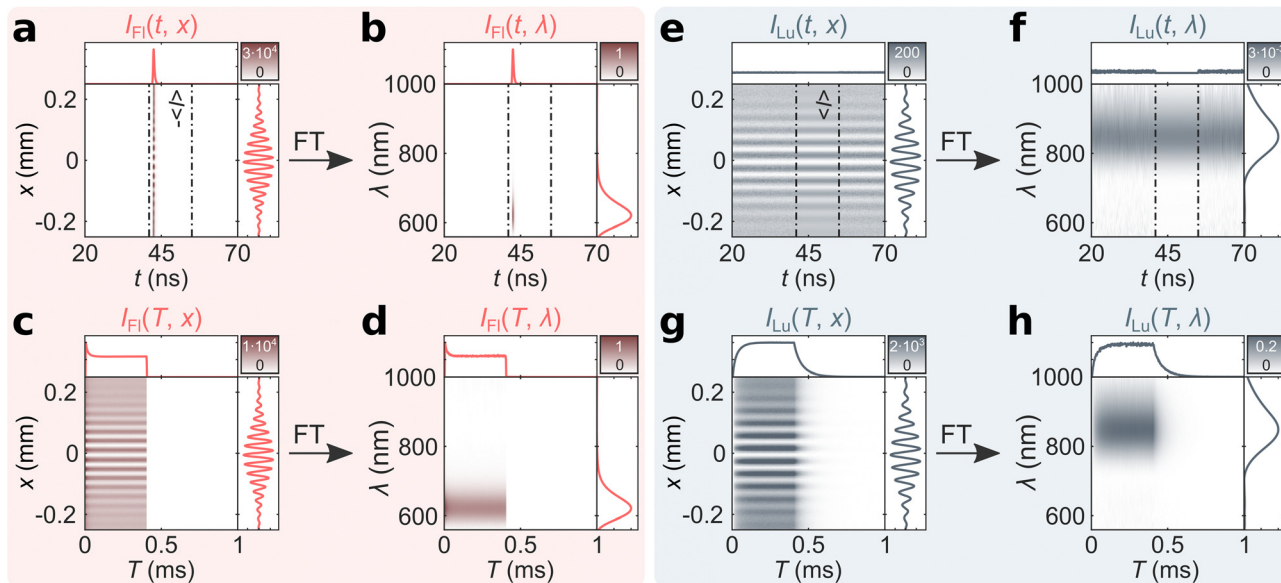 a
I_Fl(t, x)
3·10⁴
0
0.2
0
-0.2
x (mm)
-<I>
20
45
70
t (ns)
FT
b
I_Fl(t, λ)
1
0
1000
800
600
λ (nm)
20
45
70
t (ns)
e
I_Lu(t, x)
200
0
0.2
0
-0.2
x (mm)
<I>
20
45
70
t (ns)
FT
f
I_Lu(t, λ)
0
1000
800
600
λ (nm)
20
45
70
t (ns)
c
I_Fl(T, x)
1·10⁴
0
0.2
0
-0.2
x (mm)
0
0.5
1
T (ms)
FT
d
I_Fl(T, λ)
1
0
1000
800
600
λ (nm)
0
0.5
1
T (ms)
g
I_Lu(T, x)
2·10³
0
0.2
0
-0.2
x (mm)
0
0.5
1
T (ms)
FT
h
I_Lu(T, λ)
0.2
0
1000
800
600
λ (nm)
0
0.5
1
T (ms)